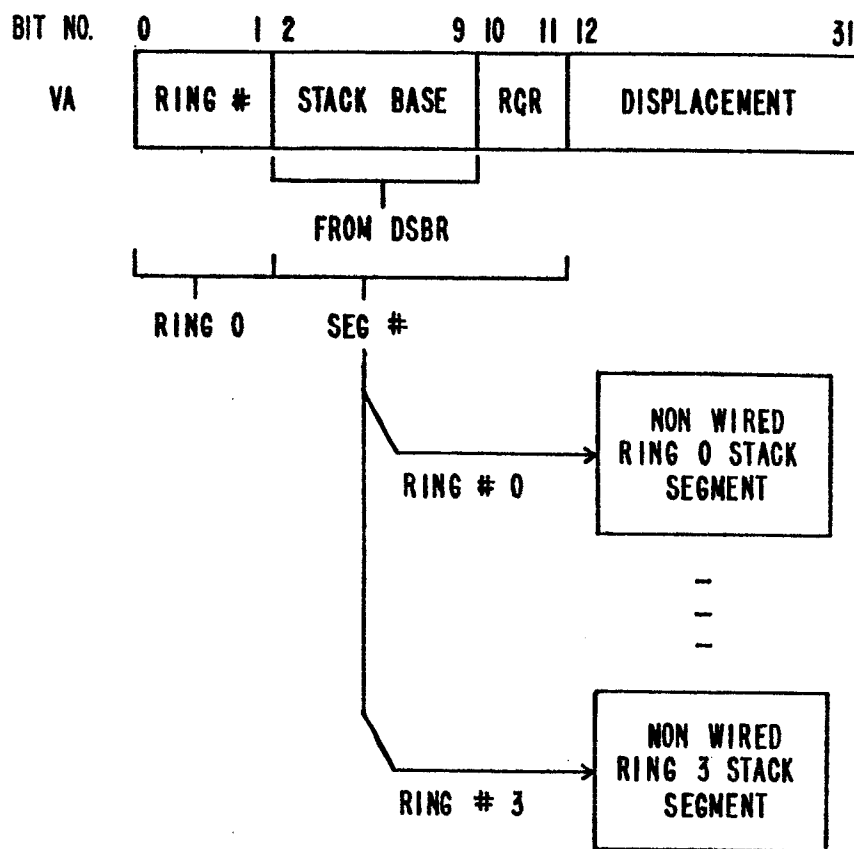 BIT NO. 0 1 2 9 10 11 12 31
VA RING # STACK BASE RGR DISPLACEMENT
FROM DSBR
RING 0 SEG #
NON WIRED
RING 0 STACK
SEGMENT
RING # 0
NON WIRED
RING 3 STACK
SEGMENT
RING # 3